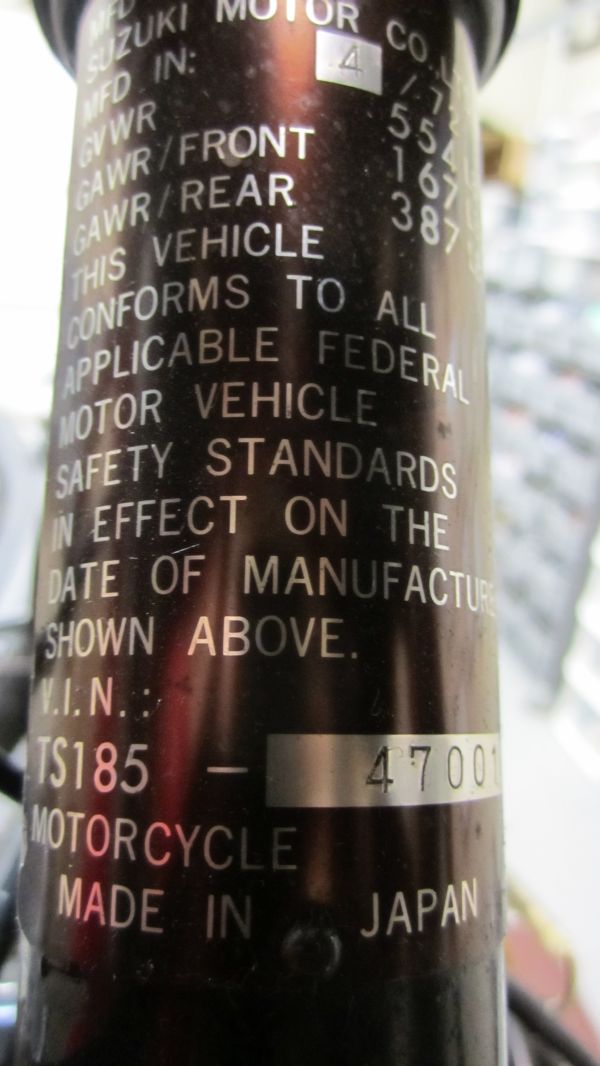 MFD
SUZUKI MOTOR CO.,
MFD IN: 4 / 72
GVWR 554
GAWR/FRONT 167
GAWR/REAR 387
THIS VEHICLE
CONFORMS TO ALL
APPLICABLE FEDERAL
MOTOR VEHICLE
SAFETY STANDARDS
IN EFFECT ON THE
DATE OF MANUFACTURE
SHOWN ABOVE.
V.I.N.:
TS185 - 47001
MOTORCYCLE
MADE IN JAPAN